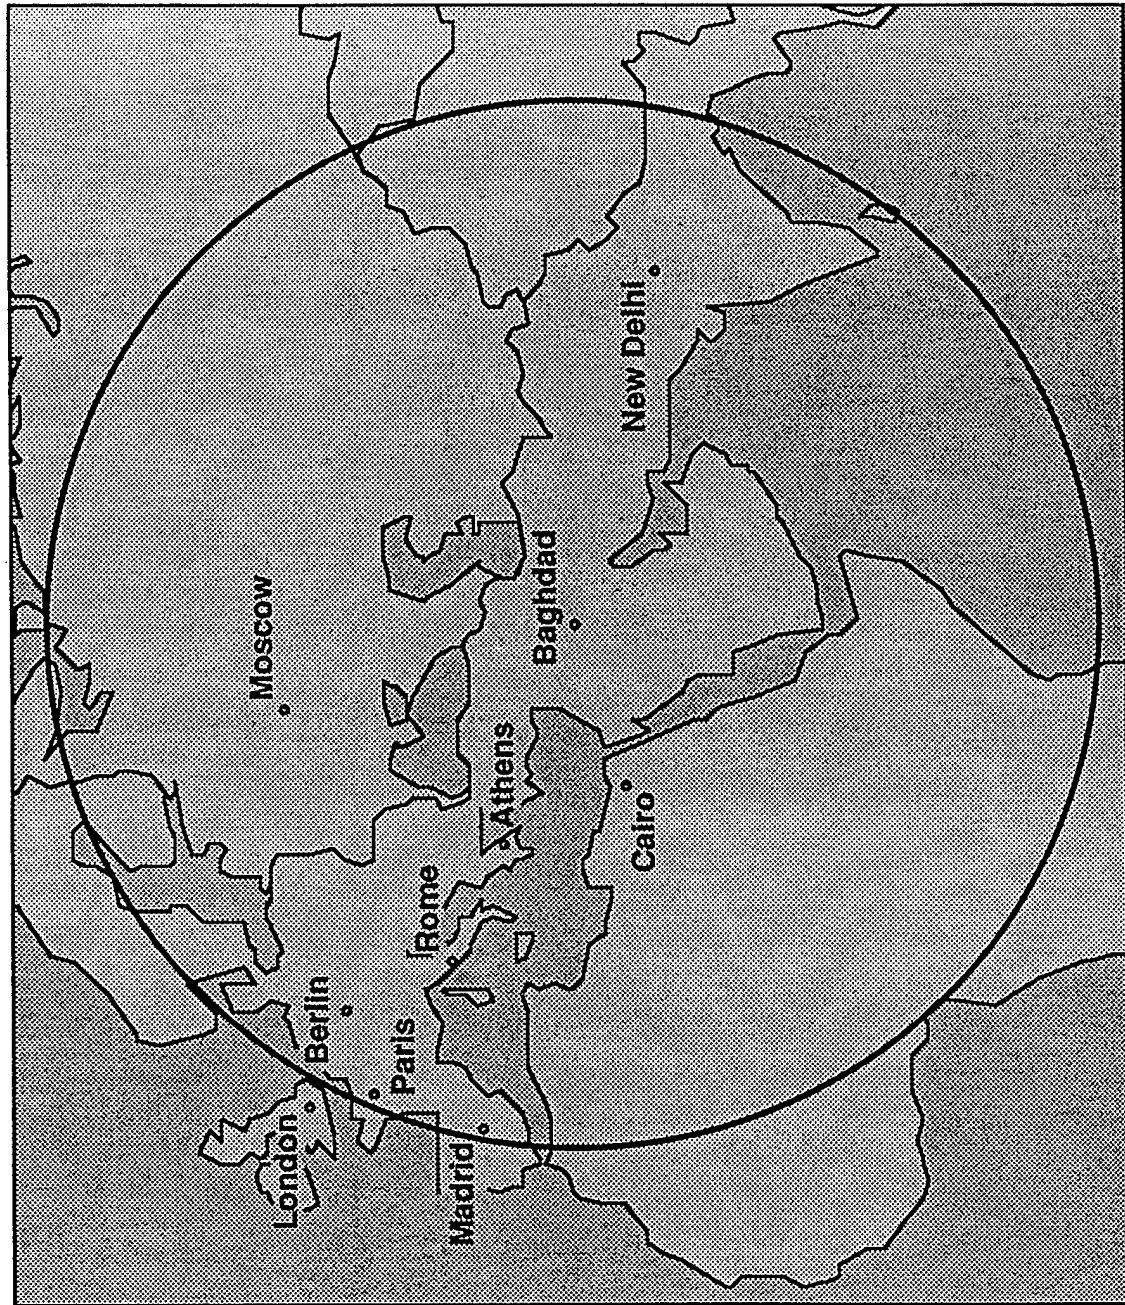 Moscow
New Delhi
Baghdad
Athens
Cairo
Rome
Berlin
Paris
London
Madrid